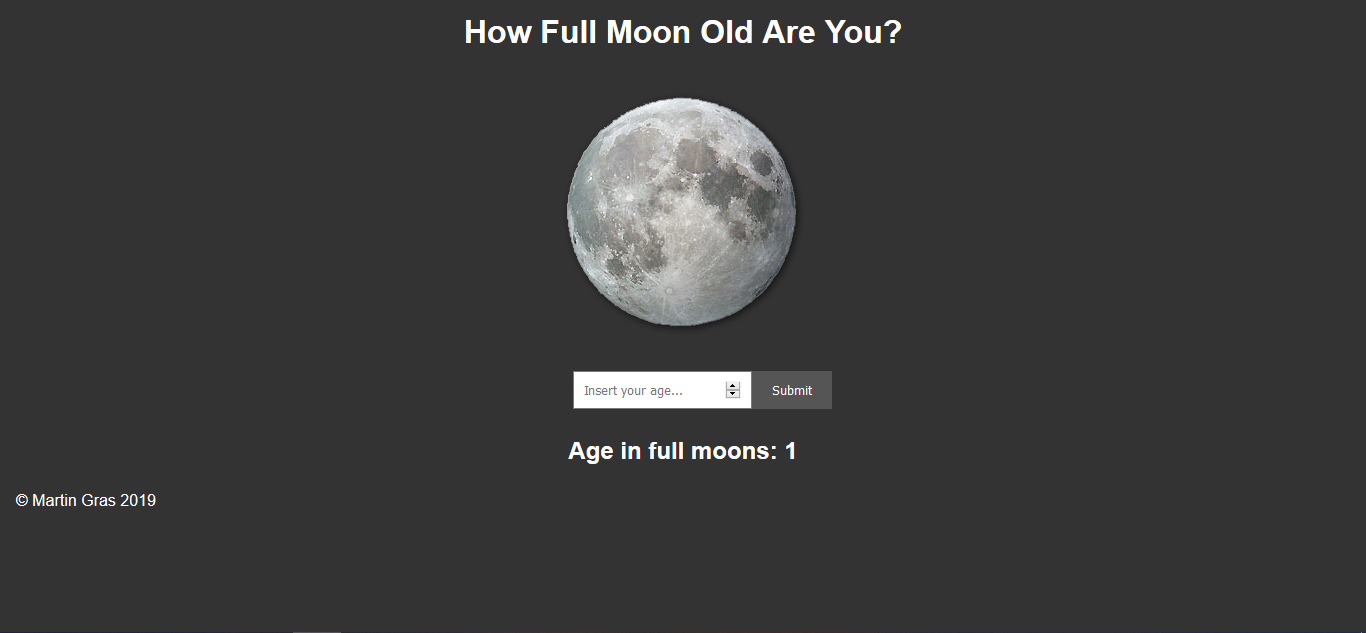 How Full Moon Old Are You?
Insert your age...
Submit
Age in full moons: 1
© Martin Gras 2019